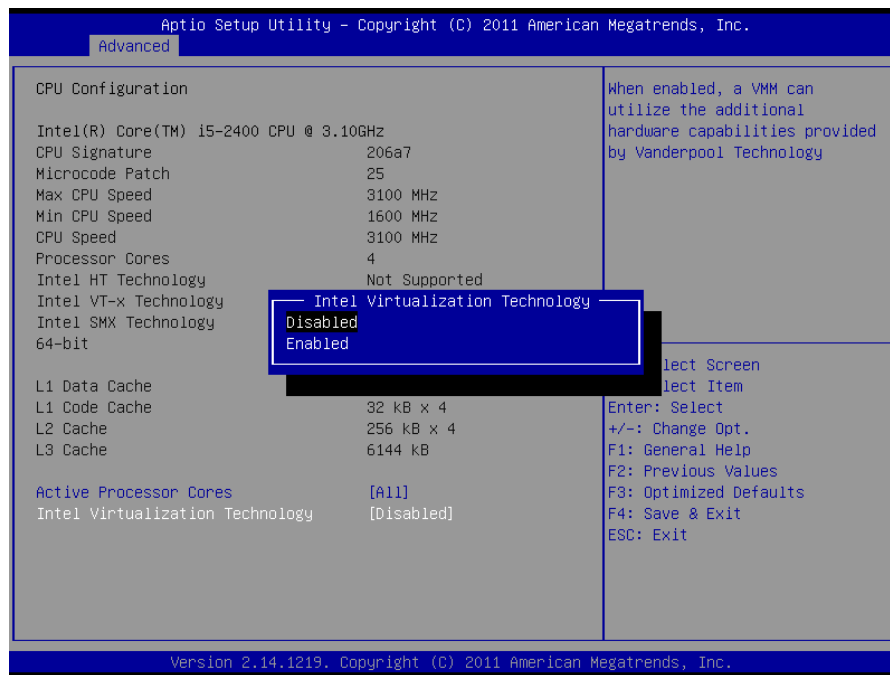 Aptio Setup Utility – Copyright (C) 2011 American Megatrends, Inc.
Advanced
CPU Configuration
Intel(R) Core(TM) i5-2400 CPU @ 3.10GHz
CPU Signature 206a7
Microcode Patch 25
Max CPU Speed 3100 MHz
Min CPU Speed 1600 MHz
CPU Speed 3100 MHz
Processor Cores 4
Intel HT Technology Not Supported
Intel VT-x Technology
Intel SMX Technology
64-bit
L1 Data Cache
L1 Code Cache 32 kB x 4
L2 Cache 256 kB x 4
L3 Cache 6144 kB
Active Processor Cores [All]
Intel Virtualization Technology [Disabled]
Intel Virtualization Technology
Disabled
Enabled
When enabled, a VMM can
utilize the additional
hardware capabilities provided
by Vanderpool Technology
lect Screen
lect Item
Enter: Select
+/-: Change Opt.
F1: General Help
F2: Previous Values
F3: Optimized Defaults
F4: Save & Exit
ESC: Exit
Version 2.14.1219. Copyright (C) 2011 American Megatrends, Inc.